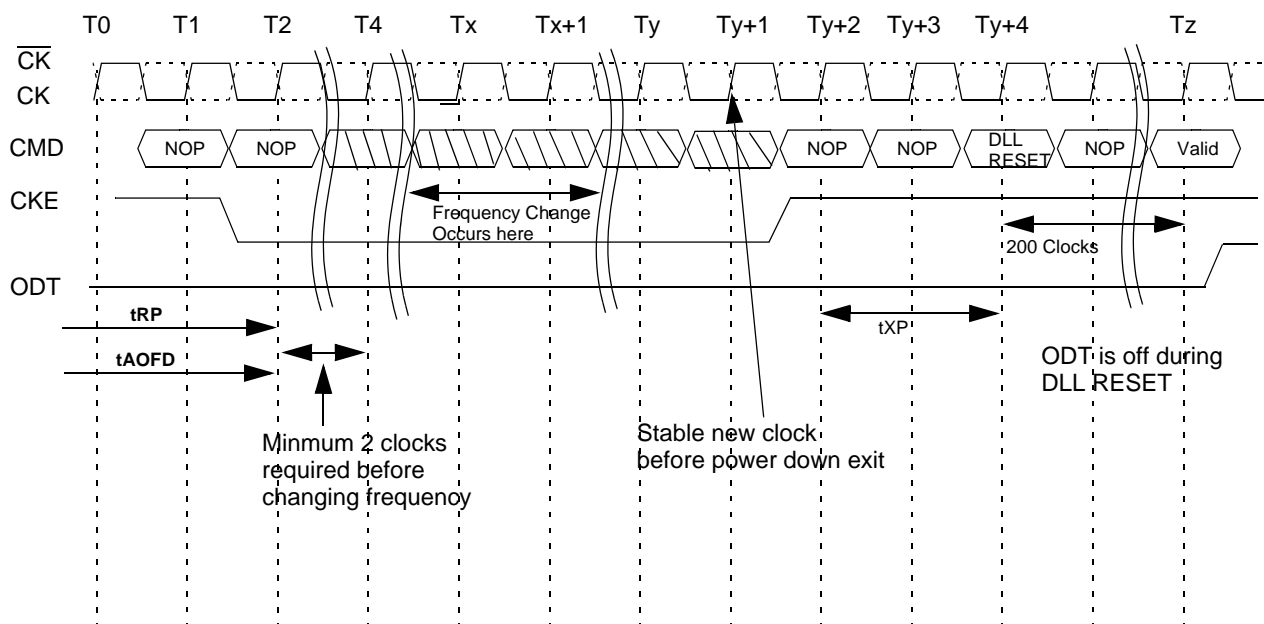 T0 T1 T2 T4 Tx Tx+1 Ty Ty+1 Ty+2 Ty+3 Ty+4 Tz
CK
CK
CMD NOP NOP NOP NOP DLL RESET NOP Valid
CKE
Frequency Change
Occurs here
200 Clocks
ODT
tRP
tXP
tAOFD
ODT is off during
DLL RESET
Minmum 2 clocks
required before
changing frequency
Stable new clock
before power down exit